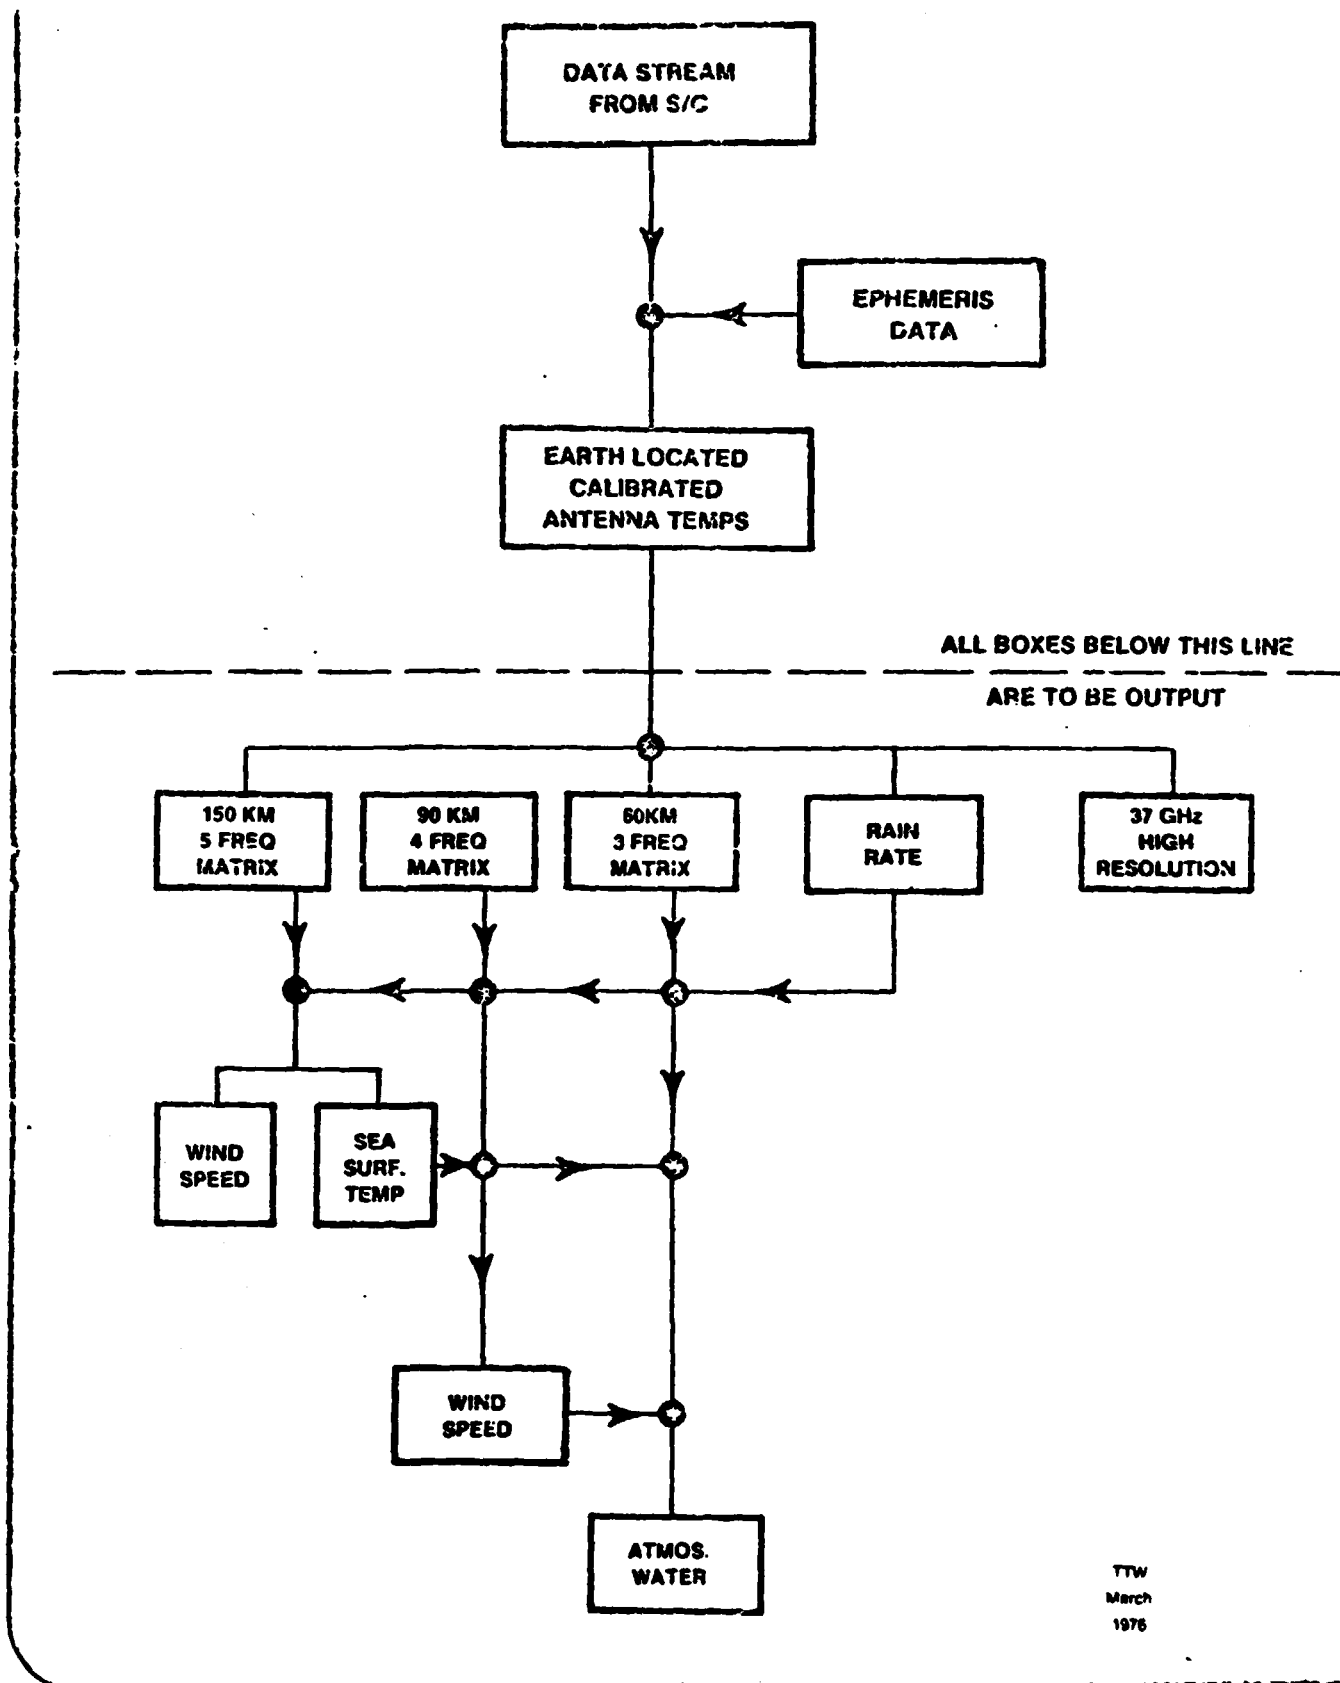 DATA STREAM
FROM S/C
EPHEMERIS
DATA
EARTH LOCATED
CALIBRATED
ANTENNA TEMPS
ALL BOXES BELOW THIS LINE
ARE TO BE OUTPUT
150 KM
5 FREQ
MATRIX
90 KM
4 FREQ
MATRIX
60KM
3 FREQ
MATRIX
RAIN
RATE
37 GHz
HIGH
RESOLUTION
WIND
SPEED
SEA
SURF.
TEMP
WIND
SPEED
ATMOS.
WATER
TTW
March
1976